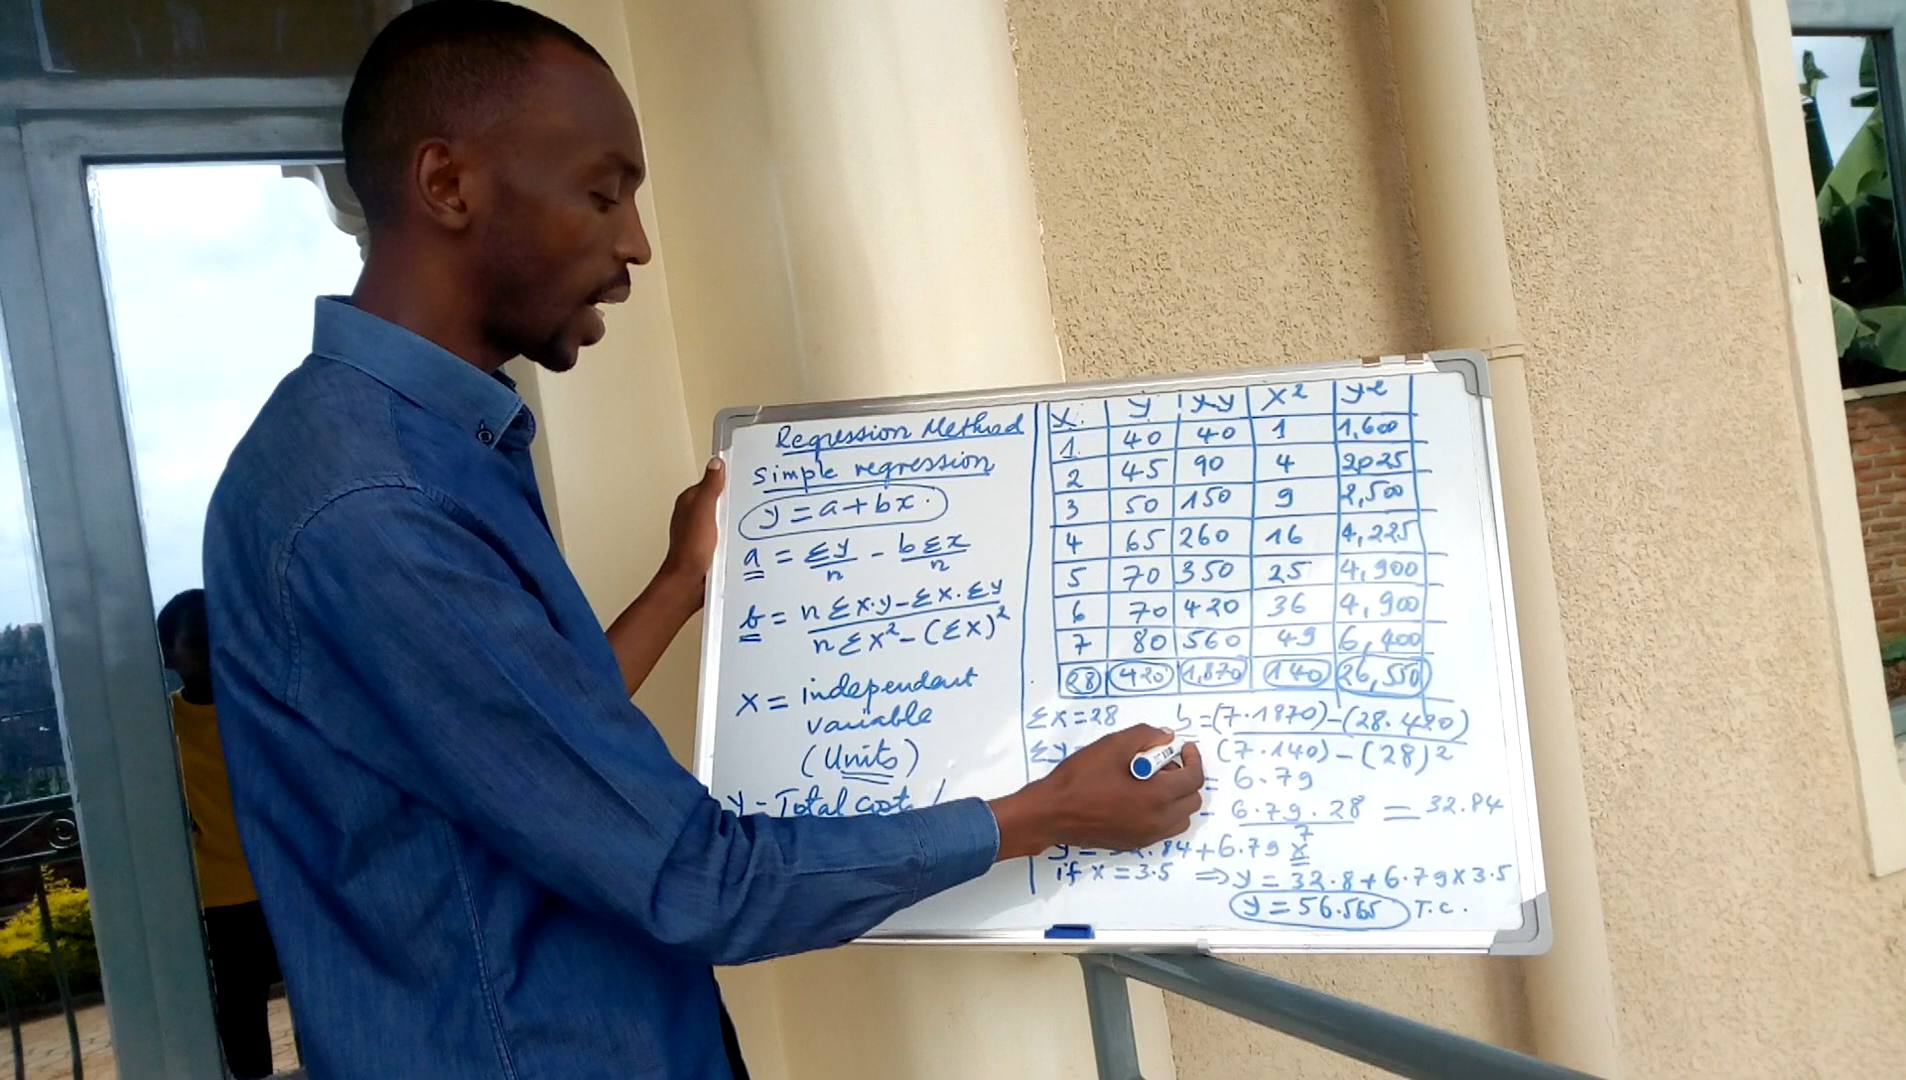 Regression Method
Simple regression
y = a + bx.
a = Σy/n - bΣx/n
b = nΣx.y - Σx.Σy / nΣx² - (Σx)²
x = independent
variable
(Units)
y - Total cost
x. y x.y x² y²
1. 40 40 1 1,600
2 45 90 4 2025
3 50 150 9 2,500
4 65 260 16 4,225
5 70 350 25 4,900
6 70 420 36 4,900
7 80 560 49 6,400
28 420 1,870 140 26,550
Σx = 28 b = (7.1870) - (28.420)
Σy (7.140) - (28)²
= 6.79
- 6.79.28 / 7 = 32.84
y = .84 + 6.79 x
if x = 3.5 ⇒ y = 32.8 + 6.79 x 3.5
y = 56.565 T.C.